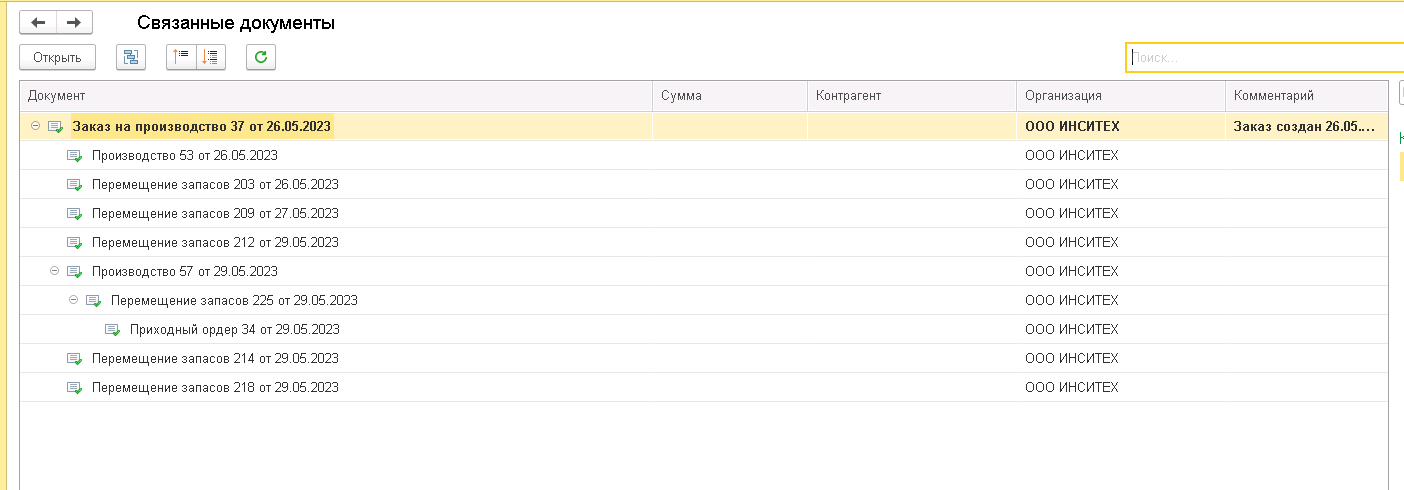 Связанные документы
Открыть
Поиск...
Документ Сумма Контрагент Организация Комментарий
Заказ на производство 37 от 26.05.2023 ООО ИНСИТЕХ Заказ создан 26.05....
Производство 53 от 26.05.2023 ООО ИНСИТЕХ
Перемещение запасов 203 от 26.05.2023 ООО ИНСИТЕХ
Перемещение запасов 209 от 27.05.2023 ООО ИНСИТЕХ
Перемещение запасов 212 от 29.05.2023 ООО ИНСИТЕХ
Производство 57 от 29.05.2023 ООО ИНСИТЕХ
Перемещение запасов 225 от 29.05.2023 ООО ИНСИТЕХ
Приходный ордер 34 от 29.05.2023 ООО ИНСИТЕХ
Перемещение запасов 214 от 29.05.2023 ООО ИНСИТЕХ
Перемещение запасов 218 от 29.05.2023 ООО ИНСИТЕХ